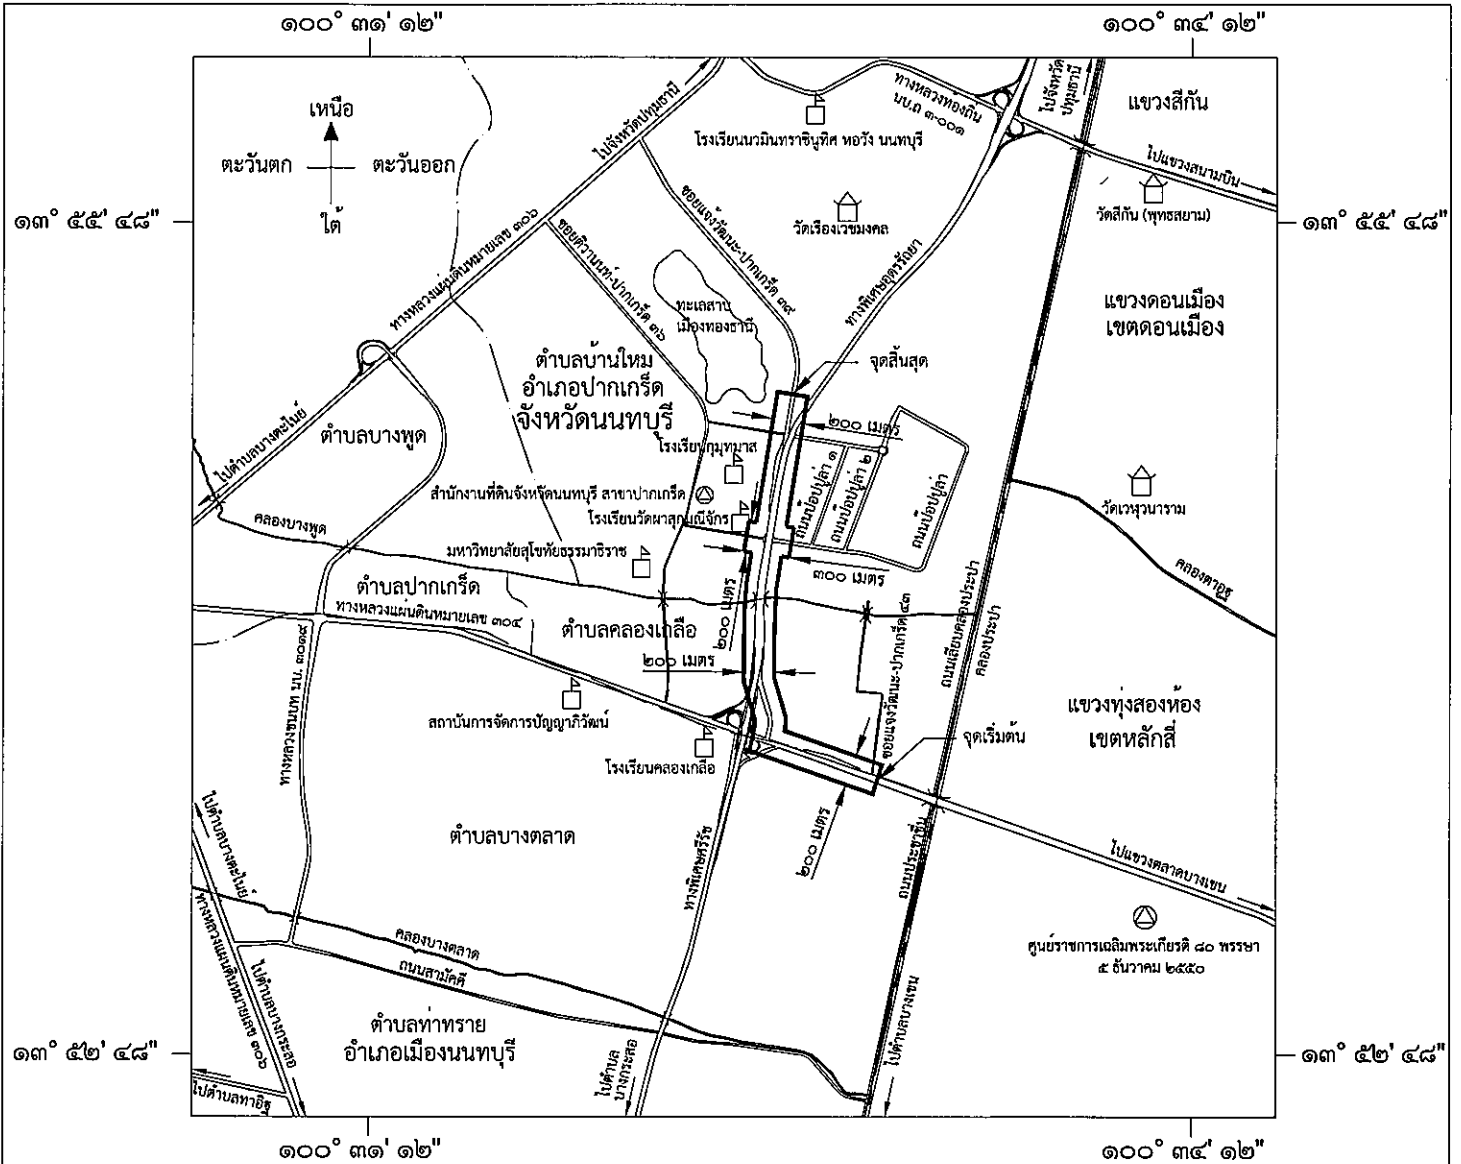 ๑๐๐° ๓๑' ๑๒"
๑๐๐° ๓๔' ๑๒"
เหนือ
ตะวันตก
ตะวันออก
ใต้
๑๓° ๕๕' ๔๘"
๑๓° ๕๕' ๔๘"
ไปจังหวัดปทุมธานี
ทางหลวงท้องถิ่น
นบ.ถ ๓-๐๐๑
ไปจังหวัด
ปทุมธานี
แขวงสีกัน
โรงเรียนนวมินทราชินูทิศ หอวัง นนทบุรี
ไปแขวงสนามบิน
วัดสีกัน (พุทธสยาม)
วัดเรืองเวชมงคล
ซอยแจ้งวัฒนะ-ปากเกร็ด ๓๙
ซอยติวานนท์-ปากเกร็ด ๓๖
ทางหลวงแผ่นดินหมายเลข ๓๐๖
ทางพิเศษอุดรรัถยา
ทะเลสาบ
เมืองทองธานี
แขวงดอนเมือง
เขตดอนเมือง
ตำบลบ้านใหม่
อำเภอปากเกร็ด
จังหวัดนนทบุรี
จุดสิ้นสุด
๒๐๐ เมตร
ตำบลบางพูด
ไปตำบลบางตะไนย์
โรงเรียนกุมุทมาส
สำนักงานที่ดินจังหวัดนนทบุรี สาขาปากเกร็ด
โรงเรียนวัดผาสุกมณีจักร
ถนนป๊อปปูล่า ๑
ถนนป๊อปปูล่า ๒
ถนนป๊อปปูล่า
วัดเวฬุวนาราม
คลองบางพูด
มหาวิทยาลัยสุโขทัยธรรมาธิราช
๓๐๐ เมตร
คลองตาอูฐ
ตำบลปากเกร็ด
ทางหลวงแผ่นดินหมายเลข ๓๐๔
ตำบลคลองเกลือ
๒๐๐ เมตร
๒๐๐ เมตร
ซอยแจ้งวัฒนะ-ปากเกร็ด ๔๓
ถนนเลียบคลองประปา
คลองประปา
ทางหลวงชนบท นบ. ๓๐๑๙
สถาบันการจัดการปัญญาภิวัฒน์
แขวงทุ่งสองห้อง
เขตหลักสี่
จุดเริ่มต้น
โรงเรียนคลองเกลือ
ตำบลบางตลาด
๒๐๐ เมตร
ไปตำบลบางตะไนย์
ทางพิเศษศรีรัช
ถนนประชาชื่น
ไปแขวงตลาดบางเขน
ทางหลวงแผ่นดินหมายเลข ๓๐๖
คลองบางตลาด
ถนนสามัคคี
ศูนย์ราชการเฉลิมพระเกียรติ ๘๐ พรรษา
๕ ธันวาคม ๒๕๕๐
ไปตำบลบางกระสอ
ตำบลท่าทราย
อำเภอเมืองนนทบุรี
ไปตำบลบางเขน
๑๓° ๕๒' ๔๘"
๑๓° ๕๒' ๔๘"
ไปตำบลท่าอิฐ
ไปตำบล
บางกระสอ
๑๐๐° ๓๑' ๑๒"
๑๐๐° ๓๔' ๑๒"